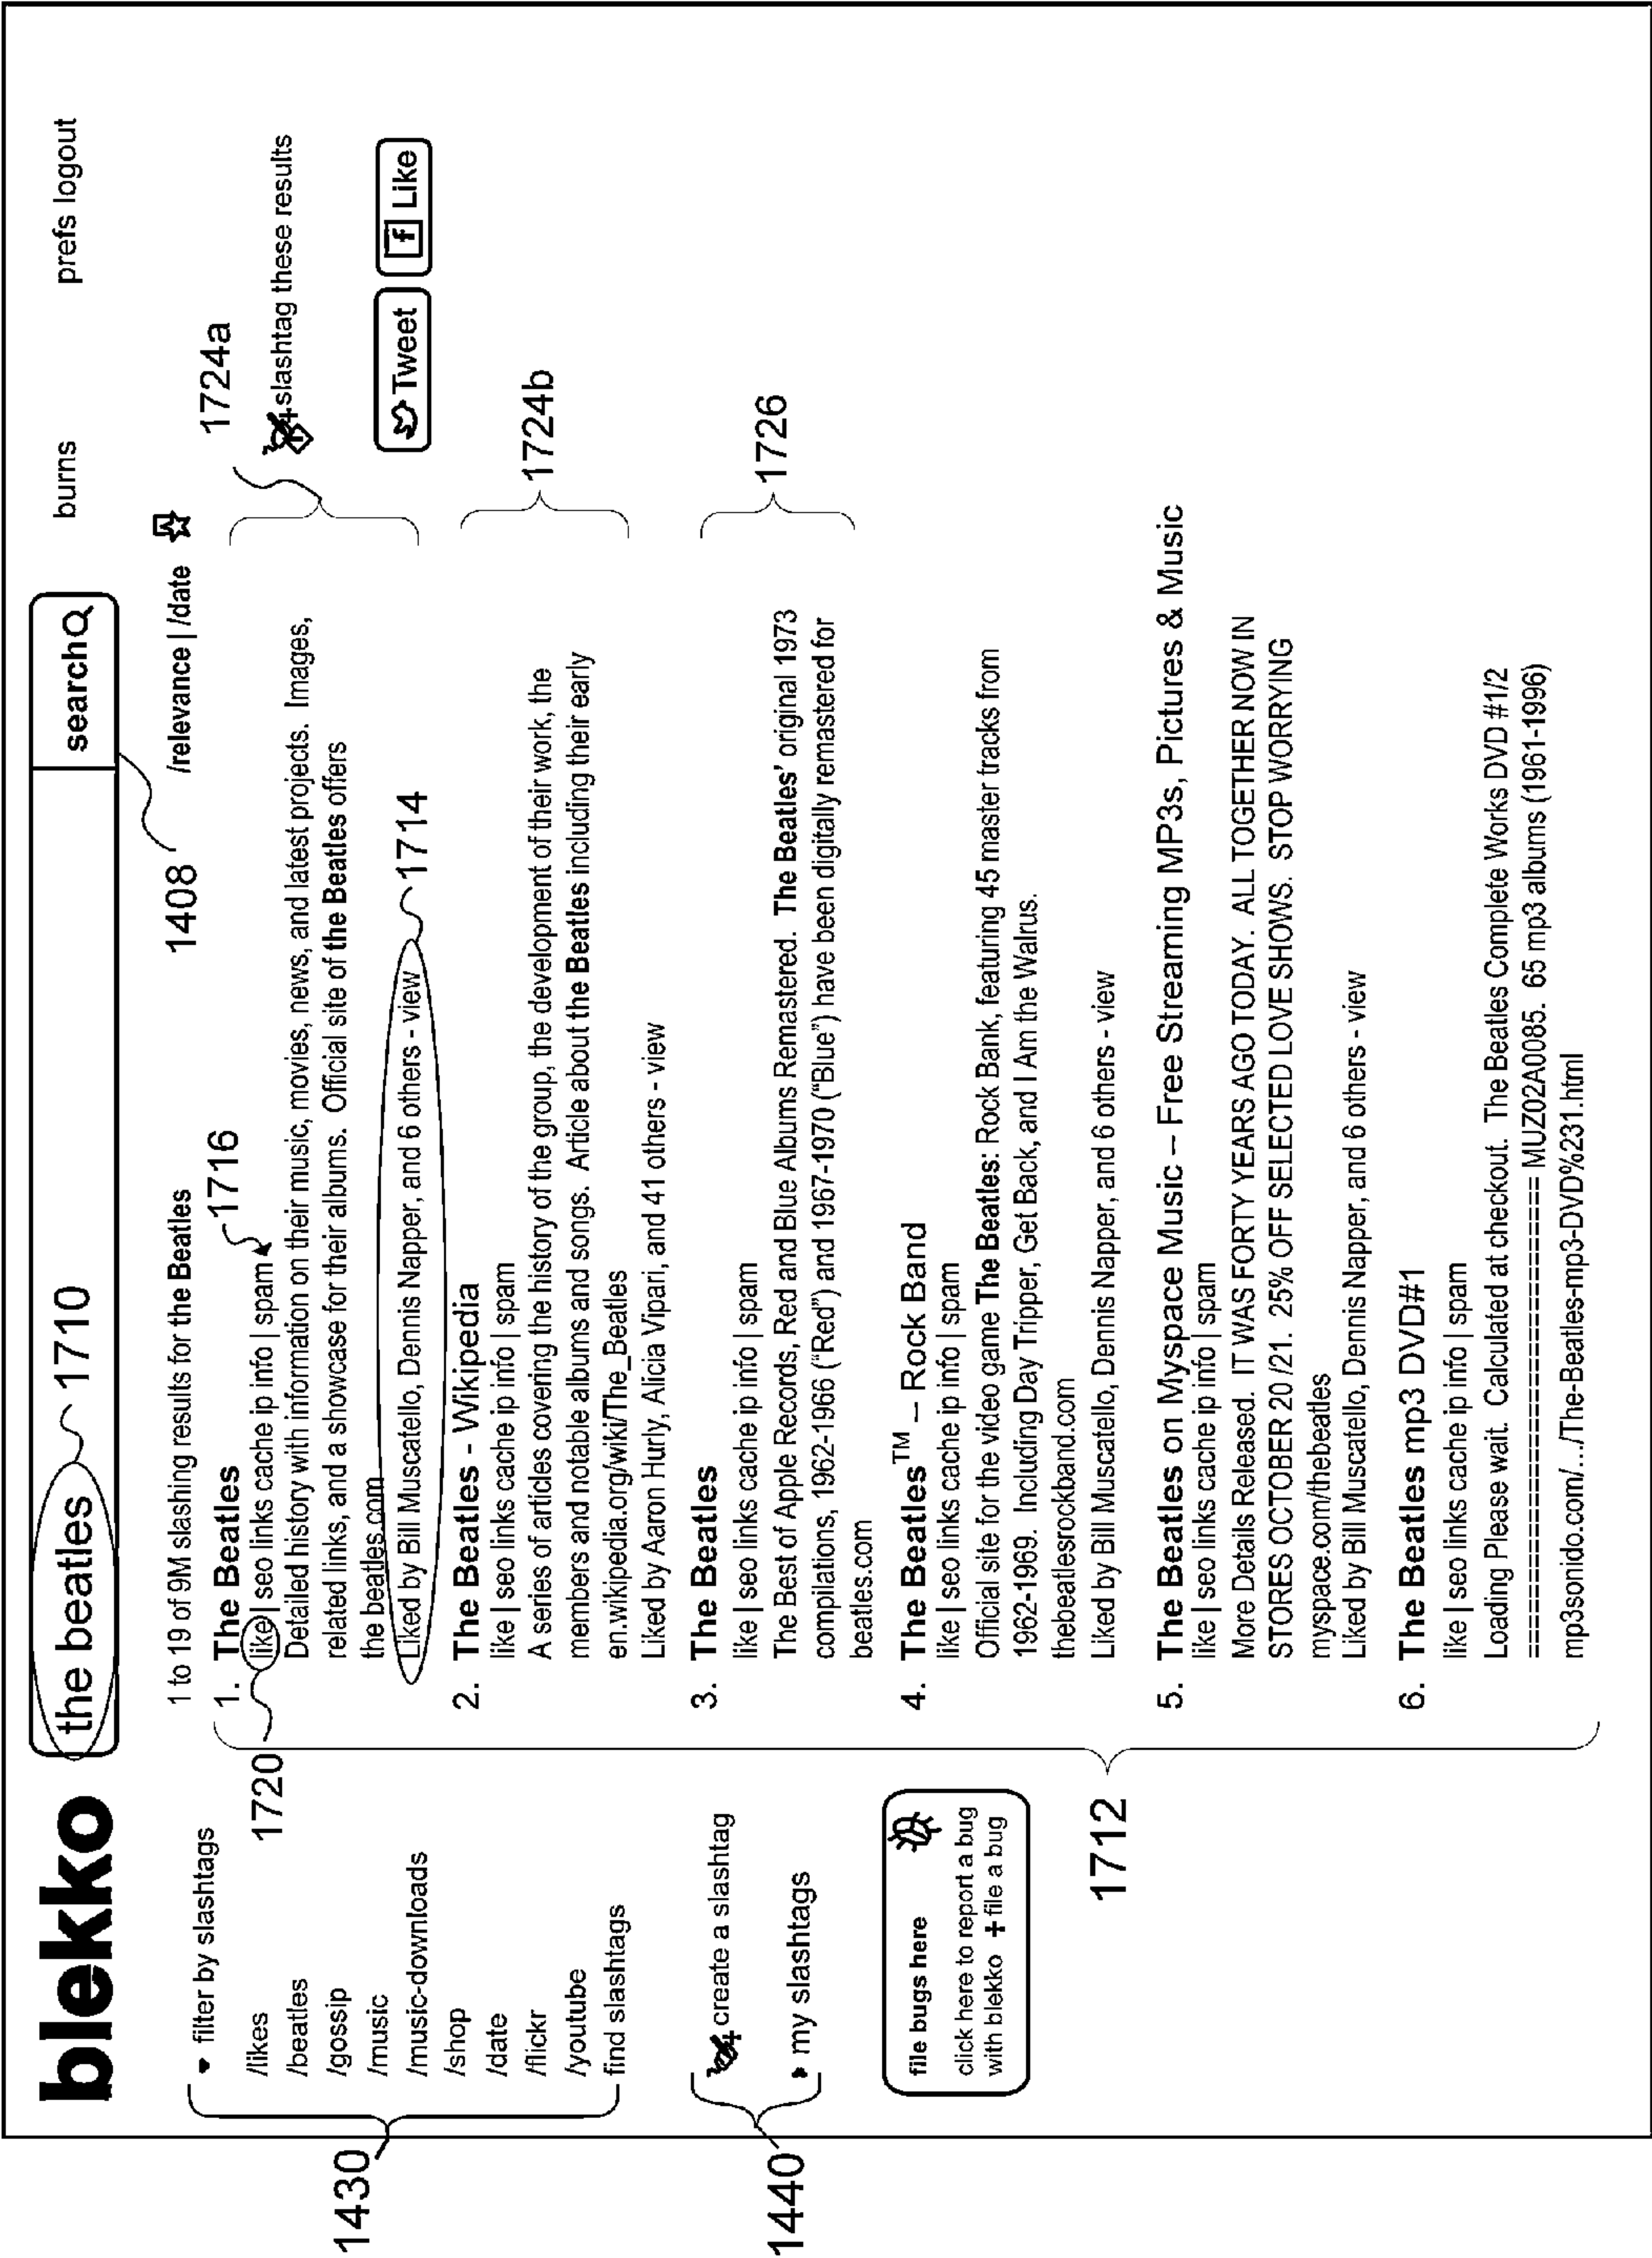 blekko
the beatles
1710
search
burns
prefs logout
1408
1 to 19 of 9M slashing results for the Beatles
/relevance | /date
1430
filter by slashtags
/likes
/beatles
/gossip
/music
/music-downloads
/shop
/date
/flickr
/youtube
find slashtags
1440
create a slashtag
my slashtags
file bugs here
click here to report a bug
with blekko + file a bug
1712
1720
1716
1. The Beatles
like | seo links cache ip info | spam
Detailed history with information on their music, movies, news, and latest projects. Images,
related links, and a showcase for their albums. Official site of the Beatles offers
the beatles.com
Liked by Bill Muscatello, Dennis Napper, and 6 others - view
1714
2. The Beatles - Wikipedia
like | seo links cache ip info | spam
A series of articles covering the history of the group, the development of their work, the
members and notable albums and songs. Article about the Beatles including their early
en.wikipedia.org/wiki/The_Beatles
Liked by Aaron Hurly, Alicia Vipari, and 41 others - view
3. The Beatles
like | seo links cache ip info | spam
The Best of Apple Records, Red and Blue Albums Remastered. The Beatles' original 1973
compilations, 1962-1966 (“Red”) and 1967-1970 (“Blue”) have been digitally remastered for
beatles.com
4. The Beatles™ – Rock Band
like | seo links cache ip info | spam
Official site for the video game The Beatles: Rock Bank, featuring 45 master tracks from
1962-1969. Including Day Tripper, Get Back, and I Am the Walrus.
thebeatlesrockband.com
Liked by Bill Muscatello, Dennis Napper, and 6 others - view
5. The Beatles on Myspace Music – Free Streaming MP3s, Pictures & Music
like | seo links cache ip info | spam
More Details Released. IT WAS FORTY YEARS AGO TODAY. ALL TOGETHER NOW IN
STORES OCTOBER 20 /21. 25% OFF SELECTED LOVE SHOWS. STOP WORRYING
myspace.com/thebeatles
Liked by Bill Muscatello, Dennis Napper, and 6 others - view
6. The Beatles mp3 DVD#1
like | seo links cache ip info | spam
Loading Please wait. Calculated at checkout. The Beatles Complete Works DVD #1/2
================================== MUZ02A0085. 65 mp3 albums (1961-1996)
mp3sonido.com/.../The-Beatles-mp3-DVD%231.html
1724a
slashtag these results
Tweet
f Like
1724b
1726